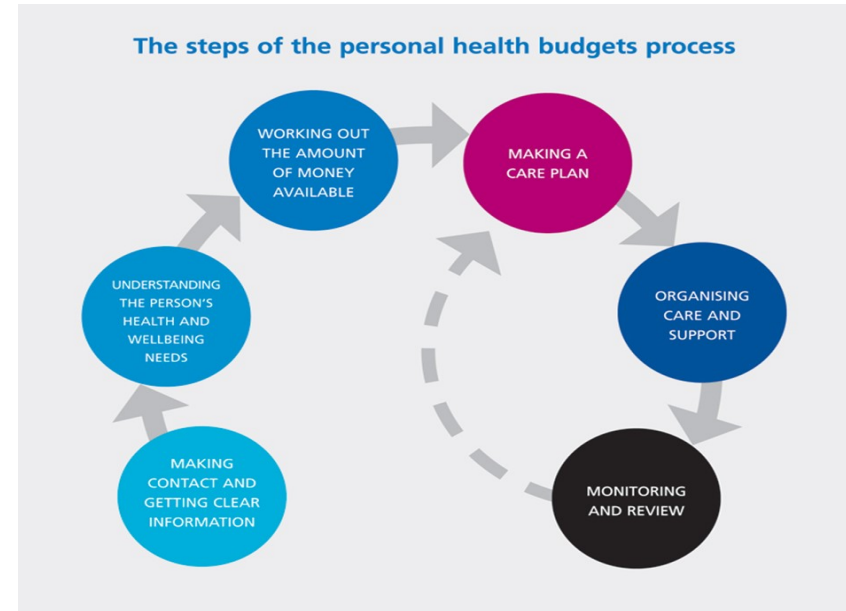 The steps of the personal health budgets process
MAKING
CONTACT AND
GETTING CLEAR
INFORMATION
UNDERSTANDING
THE PERSON'S
HEALTH AND
WELLBEING
NEEDS
WORKING OUT
THE AMOUNT
OF MONEY
AVAILABLE
MAKING A
CARE PLAN
ORGANISING
CARE AND
SUPPORT
MONITORING
AND REVIEW